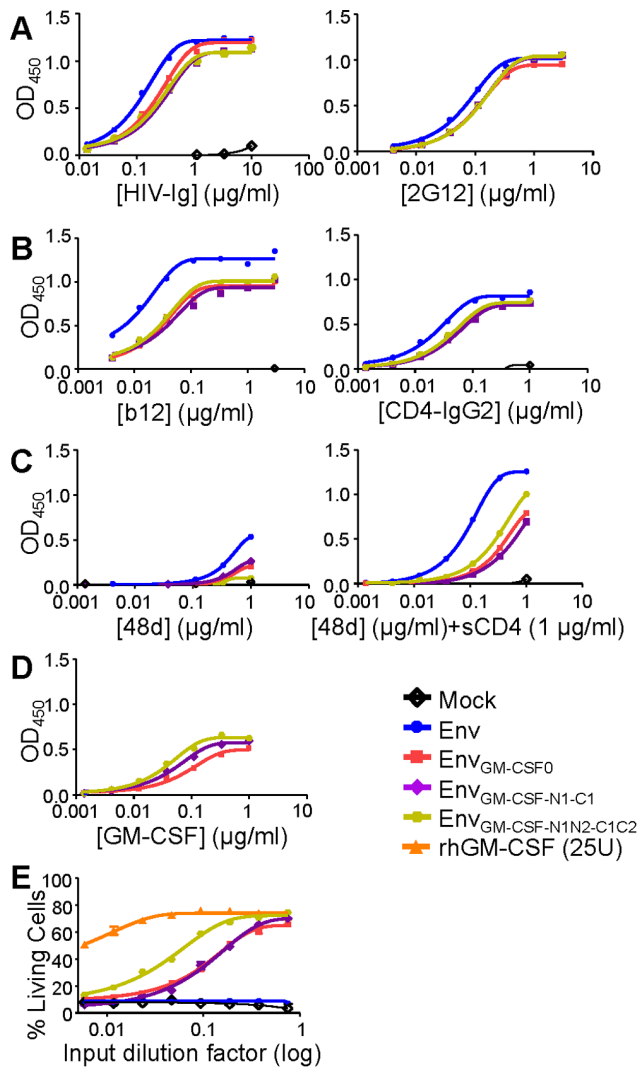 A
OD450
1.5
1.0
0.5
0.0
0.01 0.1 1 10 100
[HIV-Ig] (µg/ml)
1.5
1.0
0.5
0.0
0.001 0.01 0.1 1 10
[2G12] (µg/ml)
B
OD450
1.5
1.0
0.5
0.0
0.001 0.01 0.1 1 10
[b12] (µg/ml)
1.5
1.0
0.5
0.0
0.001 0.01 0.1 1 10
[CD4-IgG2] (µg/ml)
C
OD450
1.5
1.0
0.5
0.0
0.001 0.01 0.1 1 10
[48d] (µg/ml)
1.5
1.0
0.5
0.0
0.001 0.01 0.1 1 10
[48d] (µg/ml)+sCD4 (1 µg/ml)
D
OD450
1.5
1.0
0.5
0.0
0.001 0.01 0.1 1 10
[GM-CSF] (µg/ml)
Mock
Env
EnvGM-CSF0
EnvGM-CSF-N1-C1
EnvGM-CSF-N1N2-C1C2
rhGM-CSF (25U)
E
% Living Cells
100
80
60
40
20
0
0.01 0.1 1
Input dilution factor (log)